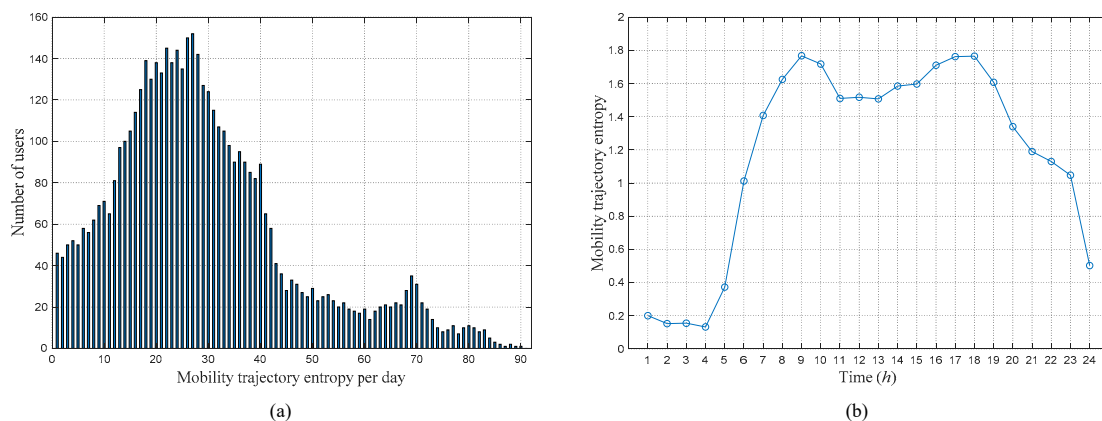 160
140
120
100
80
60
40
20
0
Number of users
0 10 20 30 40 50 60 70 80 90
Mobility trajectory entropy per day
(a)
2
1.8
1.6
1.4
1.2
1
0.8
0.6
0.4
0.2
0
Mobility trajectory entropy
1 2 3 4 5 6 7 8 9 10 11 12 13 14 15 16 17 18 19 20 21 22 23 24
Time (h)
(b)